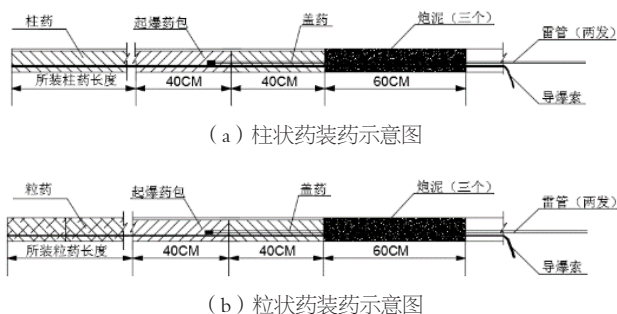 柱药 起爆药包 盖药 炮泥（三个） 雷管（两发）
所装柱药长度 40CM 40CM 60CM 导爆索
（a）柱状药装药示意图
粒药 起爆药包 盖药 炮泥（三个） 雷管（两发）
所装粒药长度 40CM 40CM 60CM 导爆索
（b）粒状药装药示意图